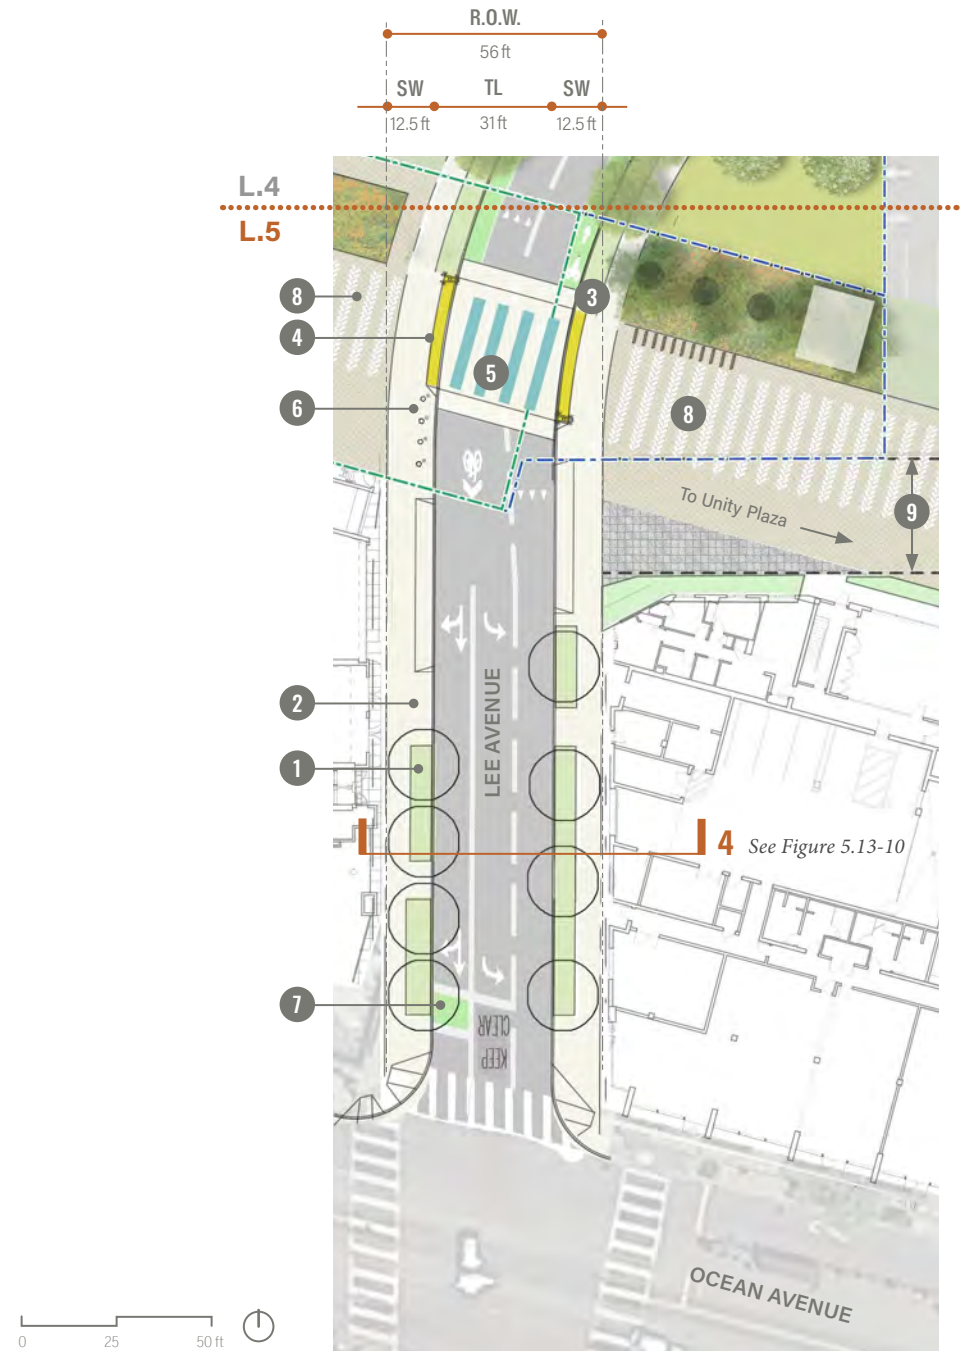 R.O.W.
56 ft
SW TL SW
12.5 ft 31 ft 12.5 ft
L.4
L.5
8
3
4
5
6
8
9
To Unity Plaza
2
LEE AVENUE
1
4 See Figure 5.13-10
7
CLEAR
KEEP
OCEAN AVENUE
0 25 50 ft